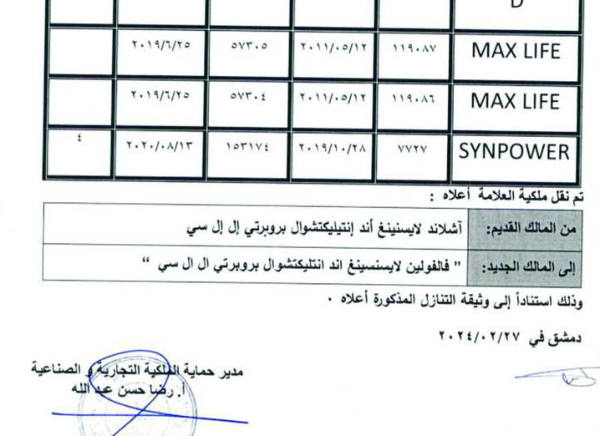 D
MAX LIFE ١١٩٠٨٧ ٢٠١١/٠٥/١٢ ٥٧٣٠٥ ٢٠١٩/٦/٢٥
MAX LIFE ١١٩٠٨٦ ٢٠١١/٠٥/١٢ ٥٧٣٠٤ ٢٠١٩/٦/٢٥
SYNPOWER ٧٧٢٧ ٢٠١٩/١٠/٢٨ ١٥٣١٧٤ ٢٠٢٠/٠٨/١٣ ٤
تم نقل ملكية العلامة أعلاه :
من المالك القديم: آشلاند لايسنينغ أند إنتيليكتشوال بروبرتي إل إل سي
إلى المالك الجديد: " فالفولين لايسنسينغ اند انتلليكتشوال بروبرتي ال ال سي "
وذلك استناداً إلى وثيقة التنازل المذكورة أعلاه ٠
دمشق في ٢٠٢٤/٠٢/٢٧
مدير حماية الملكية التجارية و الصناعية
أ. رضا حسن عبد الله